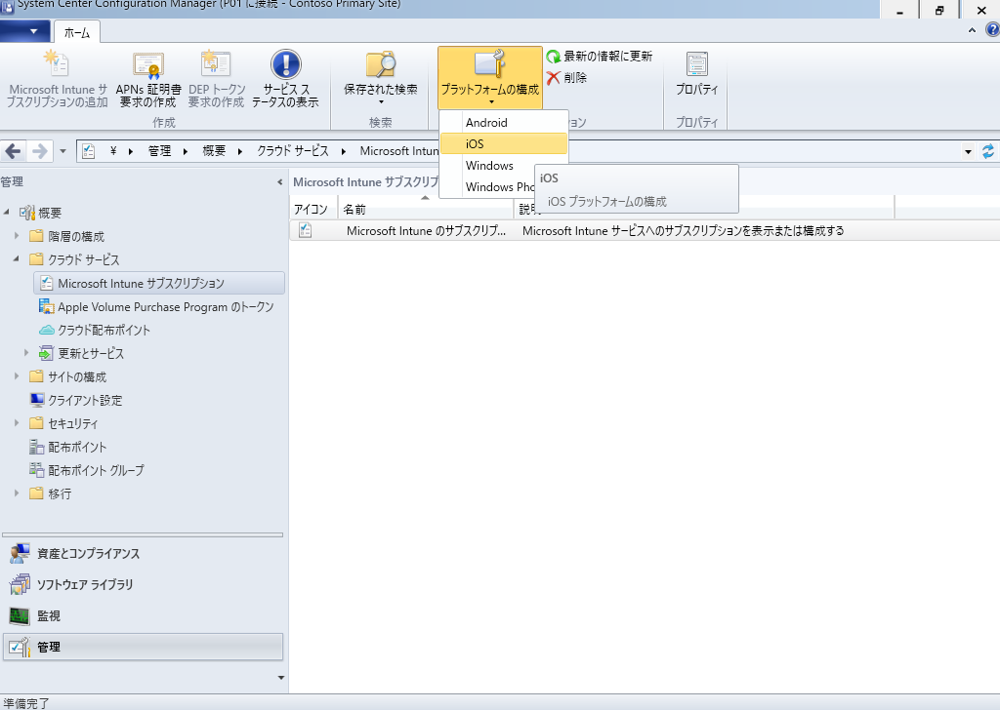 System Center Configuration Manager (P01 に接続 - Contoso Primary Site)
ホーム
Microsoft Intune サ
ブスクリプションの追加
APNs 証明書
要求の作成
DEP トークン
要求の作成
サービス ス
テータスの表示
作成
保存された検索
検索
プラットフォームの構成
最新の情報に更新
削除
ョン
プロパティ
プロパティ
Android
iOS
Windows
Windows Pho
iOS
iOS プラットフォームの構成
¥
管理
概要
クラウド サービス
Microsoft Intun
管理
概要
階層の構成
クラウド サービス
Microsoft Intune サブスクリプション
Apple Volume Purchase Program のトークン
クラウド配布ポイント
更新とサービス
サイトの構成
クライアント設定
セキュリティ
配布ポイント
配布ポイント グループ
移行
資産とコンプライアンス
ソフトウェア ライブラリ
監視
管理
Microsoft Intune サブスクリプ
アイコン
名前
説明
Microsoft Intune のサブスクリプ...
Microsoft Intune サービスへのサブスクリプションを表示または構成する
準備完了